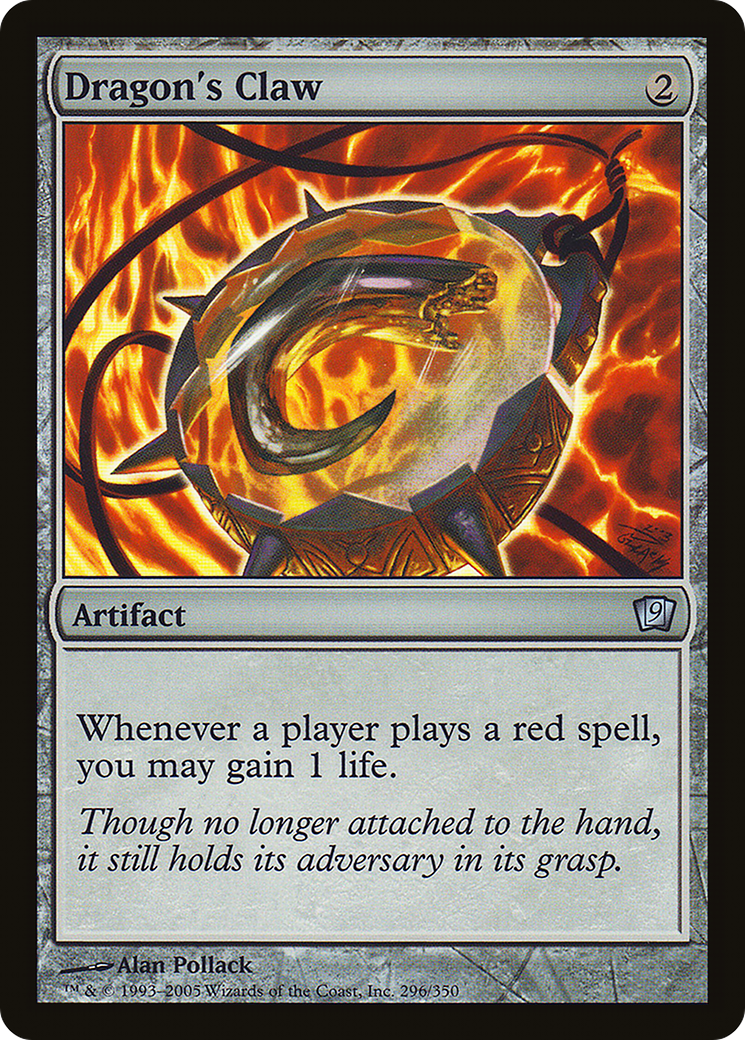 Dragon's Claw 2
Artifact 9
Whenever a player plays a red spell,
you may gain 1 life.
Though no longer attached to the hand,
it still holds its adversary in its grasp.
Alan Pollack
™ & © 1993–2005 Wizards of the Coast, Inc. 296/350